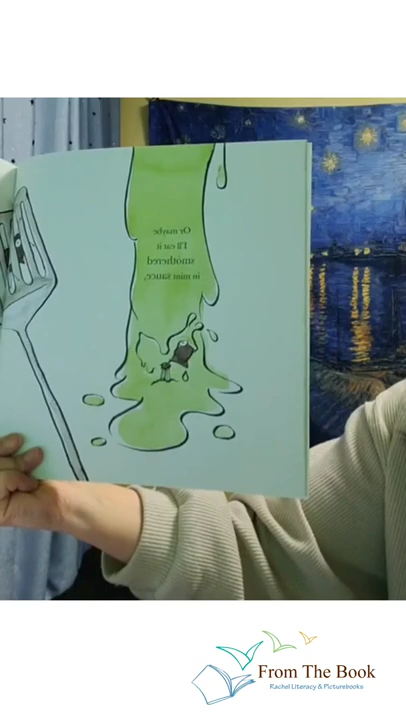 Or maybe
I'll eat it
smothered
in mint sauce,
From The Book
Rachel Literacy & Picturebooks